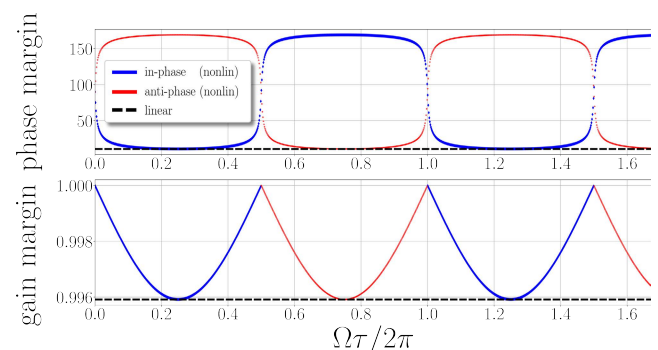 phase margin
150
100
50
in-phase (nonlin)
anti-phase (nonlin)
linear
0.0 0.2 0.4 0.6 0.8 1.0 1.2 1.4 1.6
gain margin
1.000
0.998
0.996
0.0 0.2 0.4 0.6 0.8 1.0 1.2 1.4 1.6
Ωτ/2π